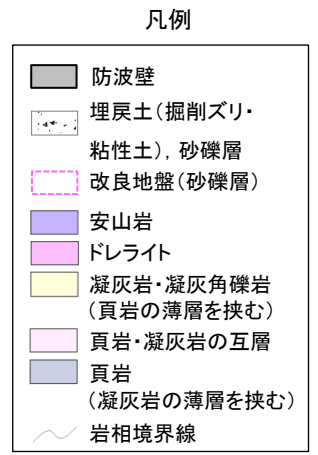 凡例
防波壁
埋戻土（掘削ズリ・
粘性土），砂礫層
改良地盤（砂礫層）
安山岩
ドレライト
凝灰岩・凝灰角礫岩
（頁岩の薄層を挟む）
頁岩・凝灰岩の互層
頁岩
（凝灰岩の薄層を挟む）
岩相境界線